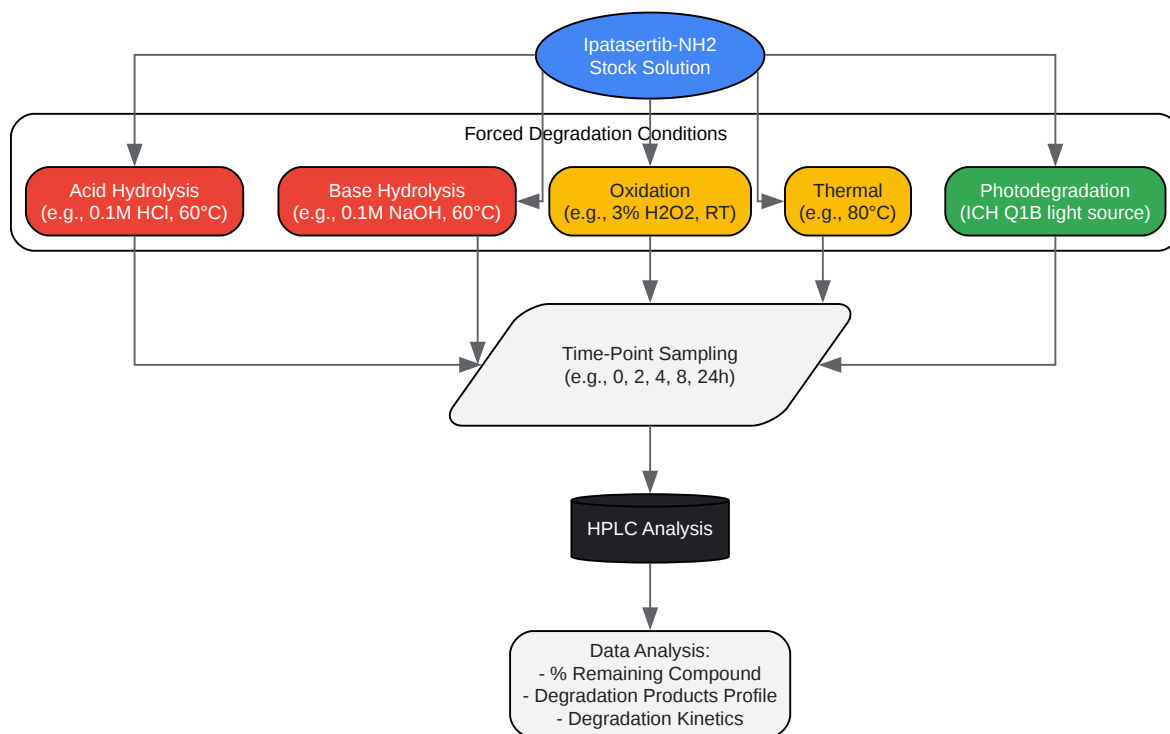 Ipatasertib-NH2
Stock Solution
Forced Degradation Conditions
Acid Hydrolysis
(e.g., 0.1M HCl, 60°C)
Base Hydrolysis
(e.g., 0.1M NaOH, 60°C)
Oxidation
(e.g., 3% H2O2, RT)
Thermal
(e.g., 80°C)
Photodegradation
(ICH Q1B light source)
Time-Point Sampling
(e.g., 0, 2, 4, 8, 24h)
HPLC Analysis
Data Analysis:
- % Remaining Compound
- Degradation Products Profile
- Degradation Kinetics